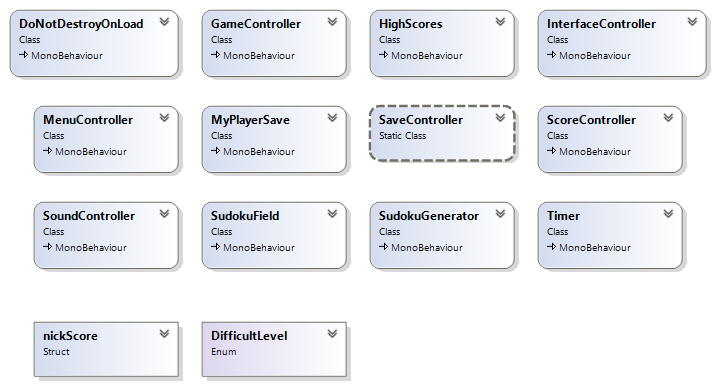 DoNotDestroyOnLoad
Class
MonoBehaviour
GameController
Class
MonoBehaviour
HighScores
Class
MonoBehaviour
InterfaceController
Class
MonoBehaviour
MenuController
Class
MonoBehaviour
MyPlayerSave
Class
MonoBehaviour
SaveController
Static Class
ScoreController
Class
MonoBehaviour
SoundController
Class
MonoBehaviour
SudokuField
Class
MonoBehaviour
SudokuGenerator
Class
MonoBehaviour
Timer
Class
MonoBehaviour
nickScore
Struct
DifficultLevel
Enum